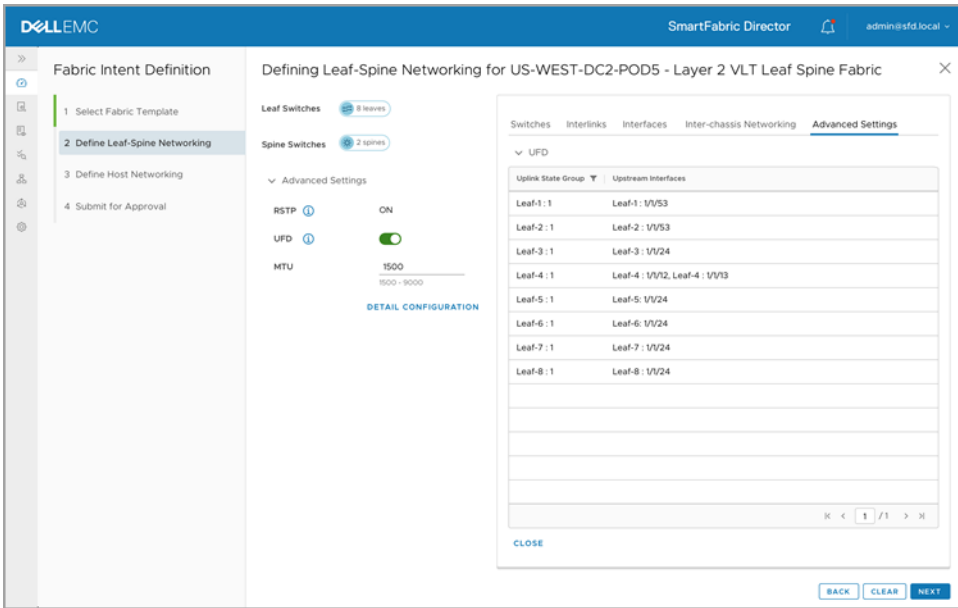 DELLEMC
SmartFabric Director
admin@sfd.local
Fabric Intent Definition
1 Select Fabric Template
2 Define Leaf-Spine Networking
3 Define Host Networking
4 Submit for Approval
Defining Leaf-Spine Networking for US-WEST-DC2-POD5 - Layer 2 VLT Leaf Spine Fabric
Leaf Switches 8 leaves
Spine Switches 2 spines
Advanced Settings
RSTP ON
UFD
MTU 1500
1500 - 9000
DETAIL CONFIGURATION
Switches Interlinks Interfaces Inter-chassis Networking Advanced Settings
UFD
Uplink State Group Upstream Interfaces
Leaf-1 : 1 Leaf-1 : 1/1/53
Leaf-2 : 1 Leaf-2 : 1/1/53
Leaf-3 : 1 Leaf-3 : 1/1/24
Leaf-4 : 1 Leaf-4 : 1/1/12, Leaf-4 : 1/1/13
Leaf-5 : 1 Leaf-5: 1/1/24
Leaf-6 : 1 Leaf-6: 1/1/24
Leaf-7 : 1 Leaf-7 : 1/1/24
Leaf-8 : 1 Leaf-8 : 1/1/24
1 / 1
CLOSE
BACK CLEAR NEXT